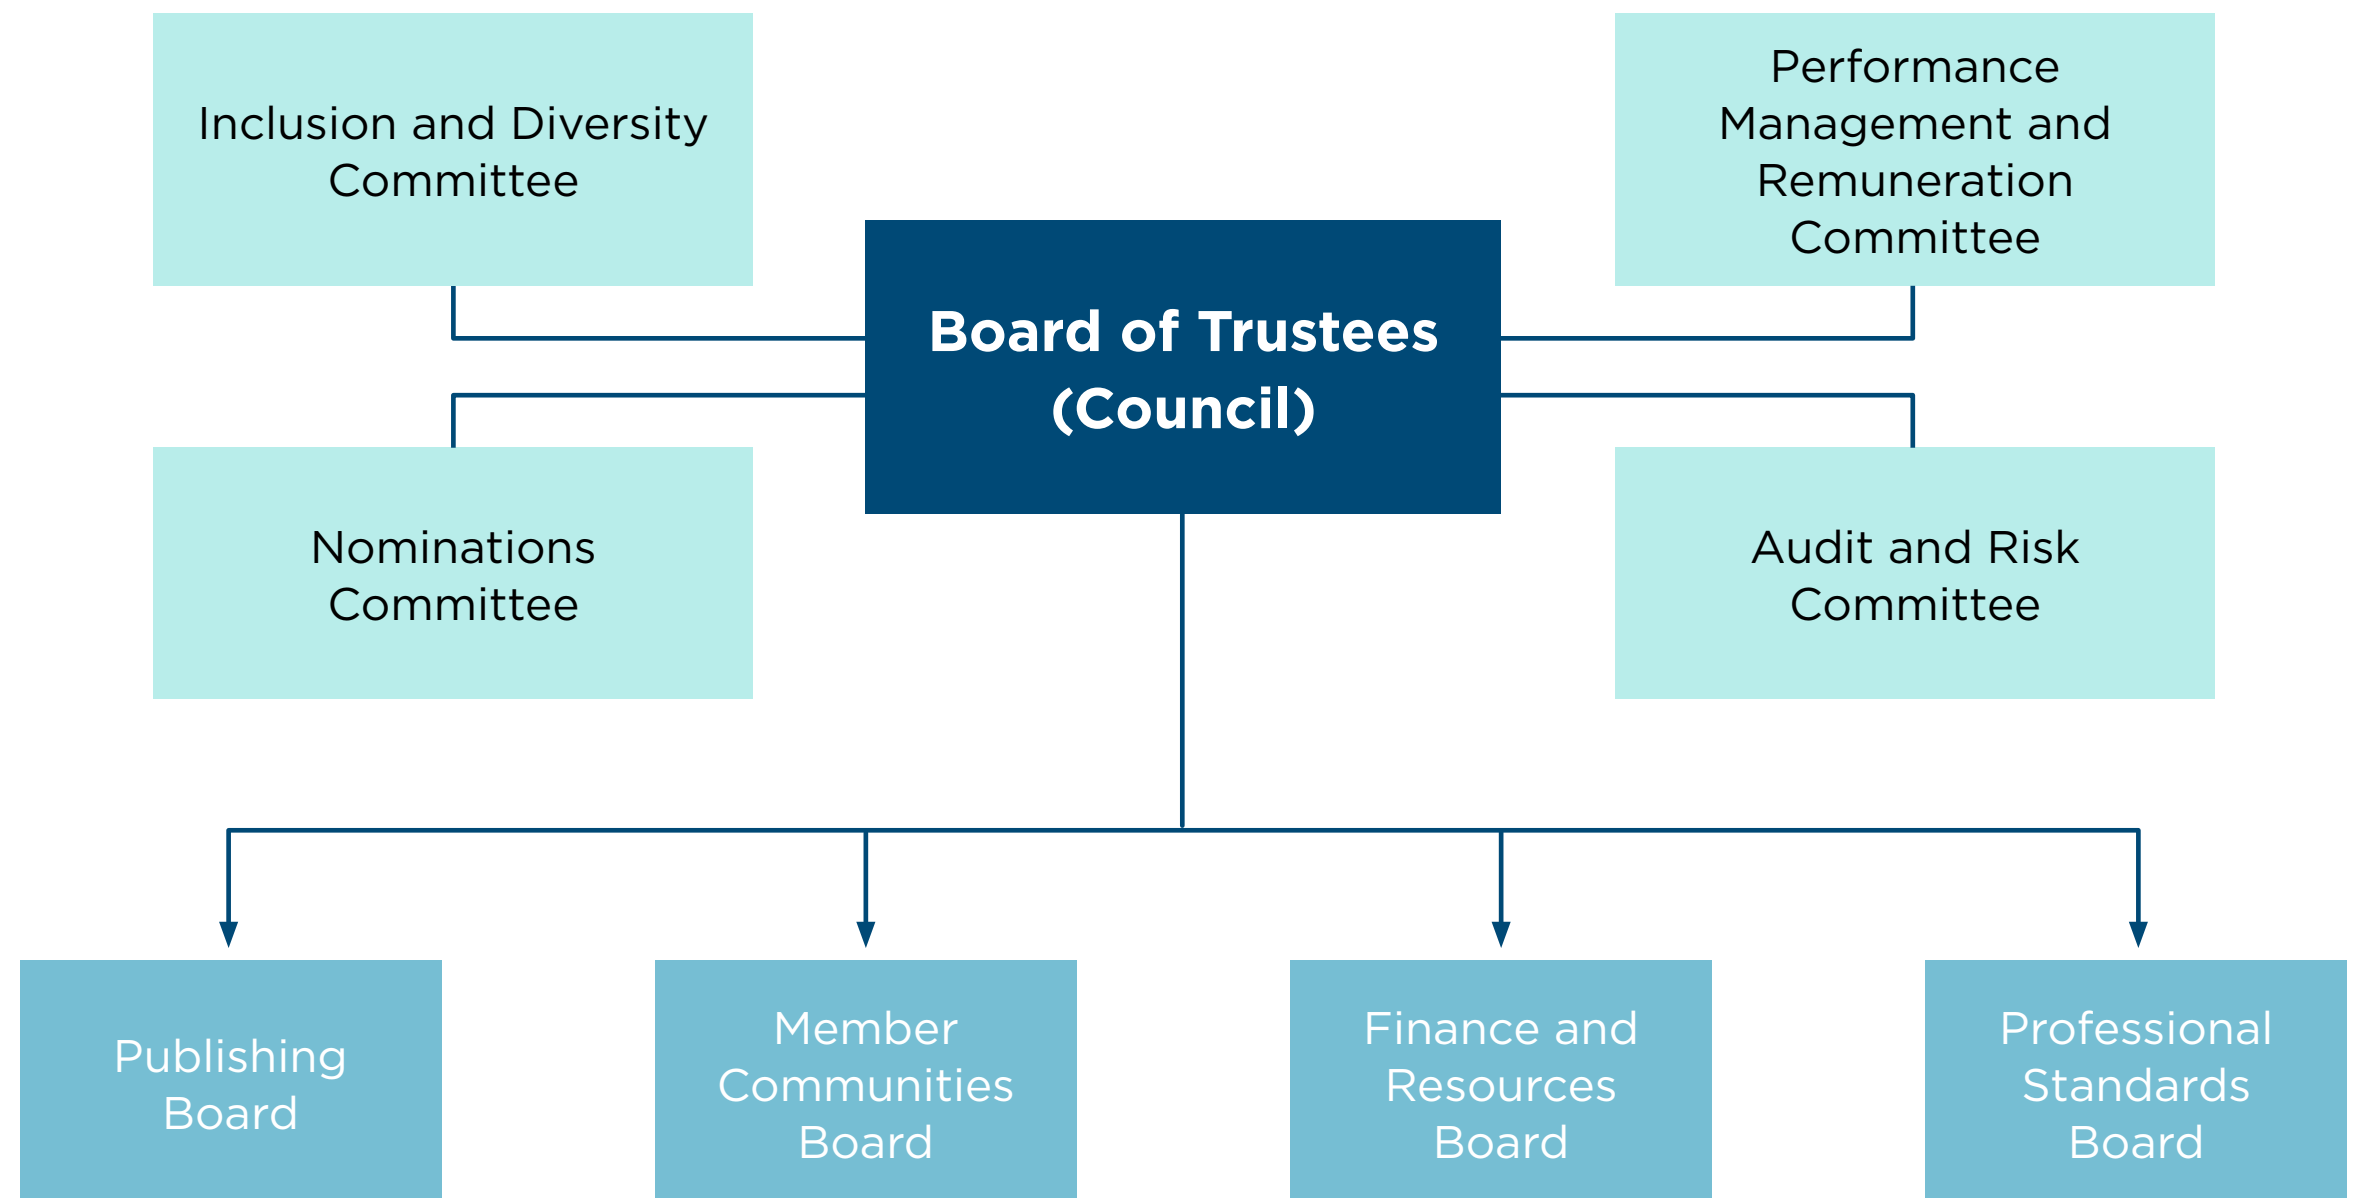 Inclusion and Diversity
Committee
Performance
Management and
Remuneration
Committee
Board of Trustees
(Council)
Nominations
Committee
Audit and Risk
Committee
Publishing
Board
Member
Communities
Board
Finance and
Resources
Board
Professional
Standards
Board